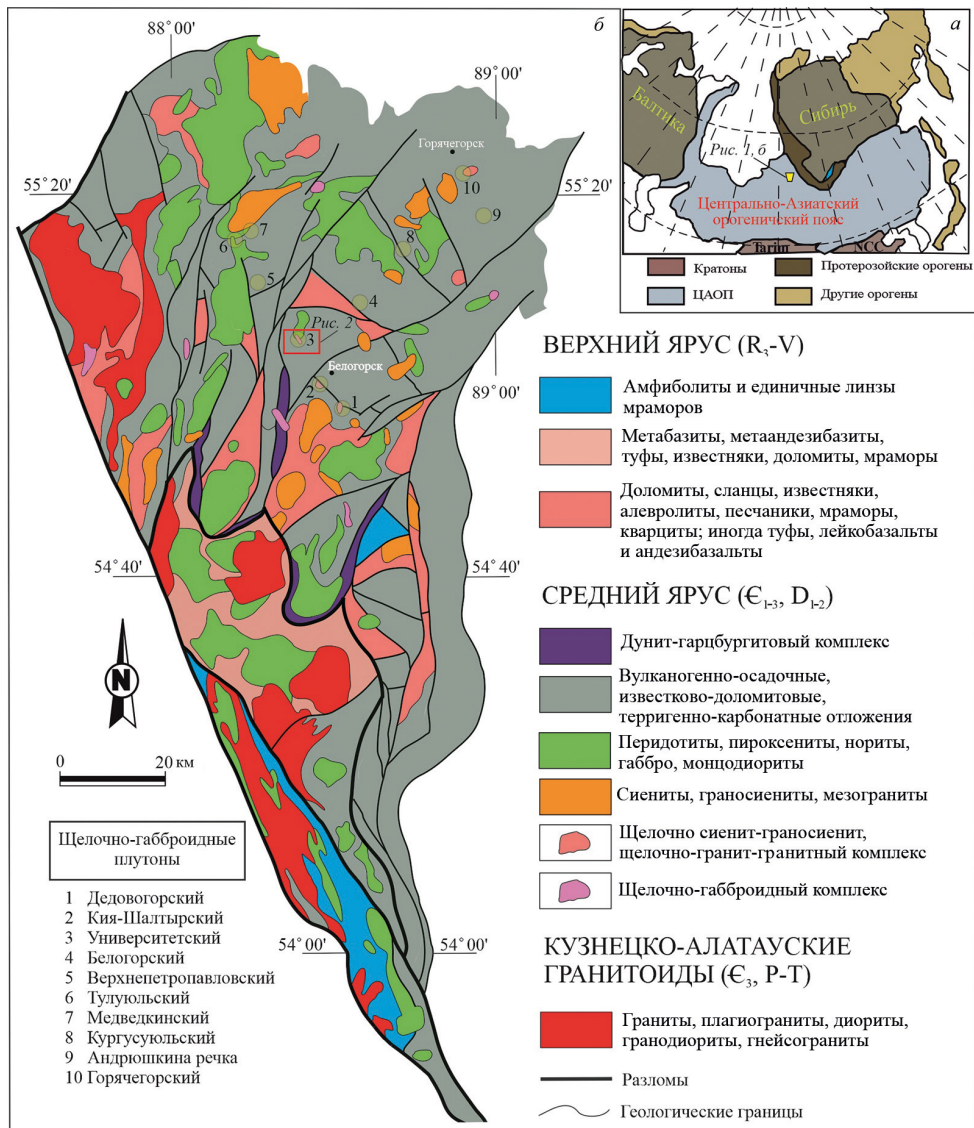 б
88°00'
89°00'
Горячегорск
10
9
55°20'
55°20'
7
6
8
5
4
Рис. 2
3
Белогорск
89°00'
2
1
54°40'
54°40'
N
0 20 км
54°00'
54°00'
Щелочно-габброидные
плутоны
1 Дедовогорский
2 Кия-Шалтырский
3 Университетский
4 Белогорский
5 Верхнепетропавловский
6 Тулуюльский
7 Медведкинский
8 Кургусуюльский
9 Андрюшкина речка
10 Горячегорский
а
Балтика
Сибирь
Рис. 1, б
Центрально-Азиатский
орогеничский пояс
Tarim
NCC
Кратоны
Протерозойские орогены
ЦАОП
Другие орогены
ВЕРХНИЙ ЯРУС (R₃-V)
Амфиболиты и единичные линзы
мраморов
Метабазиты, метаандезибазиты,
туфы, известняки, доломиты, мраморы
Доломиты, сланцы, известняки,
алевролиты, песчаники, мраморы,
кварциты; иногда туфы, лейкобазальты
и андезибазальты
СРЕДНИЙ ЯРУС (Є₁₋₃, D₁₋₂)
Дунит-гарцбургитовый комплекс
Вулканогенно-осадочные,
известково-доломитовые,
терригенно-карбонатные отложения
Перидотиты, пироксениты, нориты,
габбро, монцодиориты
Сиениты, граносиениты, мезограниты
Щелочно сиенит-граносиенит,
щелочно-гранит-гранитный комплекс
Щелочно-габброидный комплекс
КУЗНЕЦКО-АЛАТАУСКИЕ
ГРАНИТОИДЫ (Є₃, P-T)
Граниты, плагиограниты, диориты,
гранодиориты, гнейсограниты
Разломы
Геологические границы